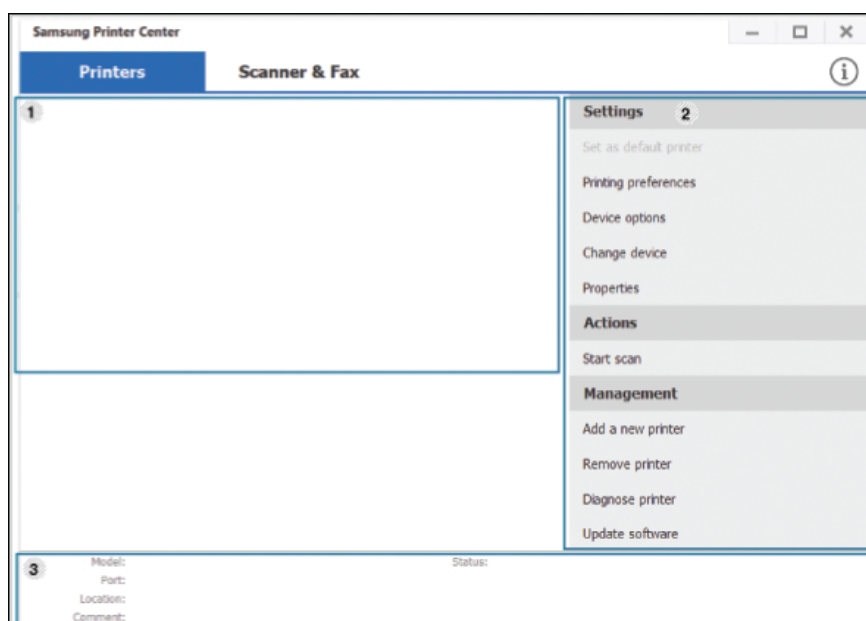 Samsung Printer Center
Printers Scanner & Fax
1
Settings 2
Set as default printer
Printing preferences
Device options
Change device
Properties
Actions
Start scan
Management
Add a new printer
Remove printer
Diagnose printer
Update software
3
Model: Status:
Port:
Location:
Comment: